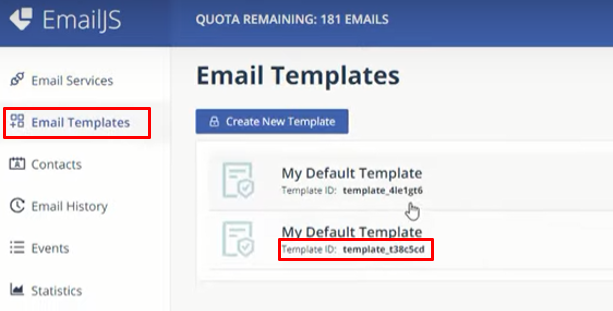 EmailJS
QUOTA REMAINING: 181 EMAILS
Email Services
Email Templates
Contacts
Email History
Events
Statistics
Email Templates
Create New Template
My Default Template
Template ID: template_4le1gt6
My Default Template
Template ID: template_t38c5cd